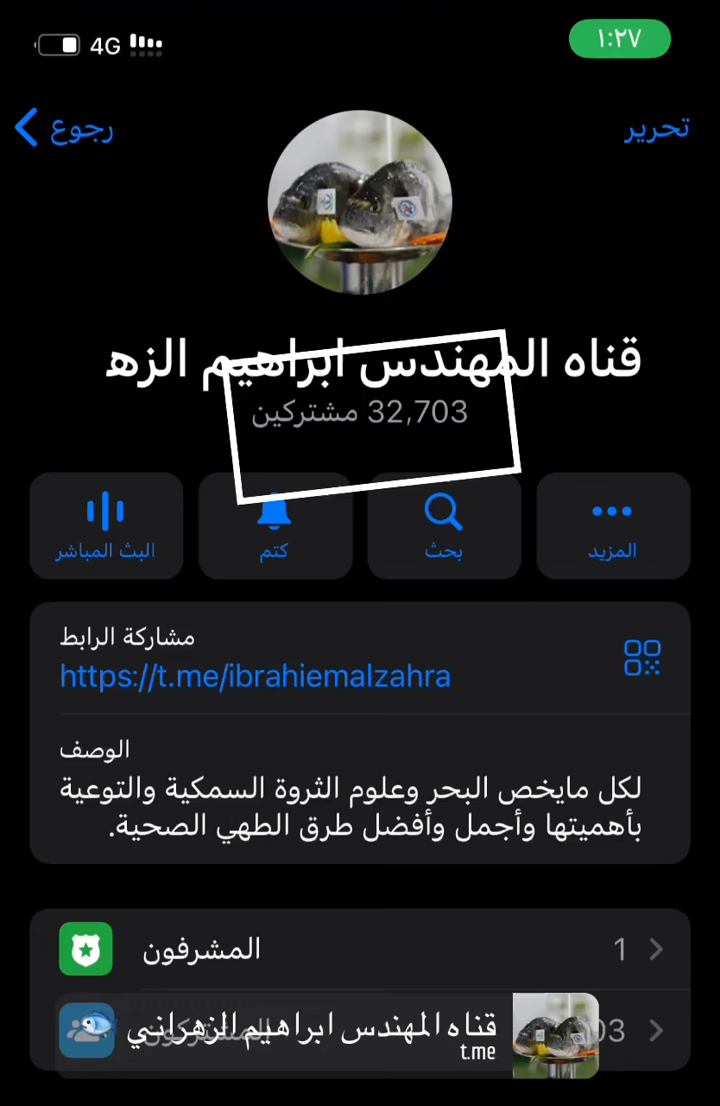 4G
١:٢٧
رجوع
تحرير
قناه المهندس ابراهيم الزه
32,703 مشتركين
البث المباشر
كتم
بحث
المزيد
مشاركة الرابط
https://t.me/ibrahiemalzahra
الوصف
لكل مايخص البحر وعلوم الثروة السمكية والتوعية
بأهميتها وأجمل وأفضل طرق الطهي الصحية.
المشرفون
1
قناه المهندس ابراهيم الزهراني
t.me